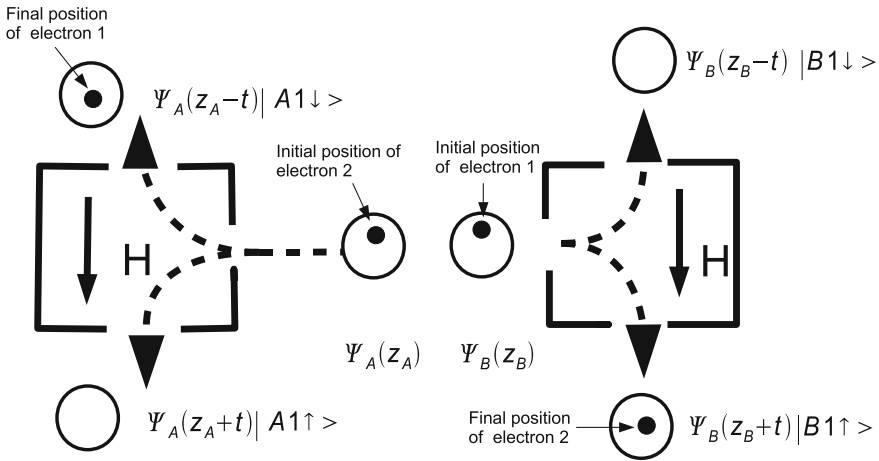 Final position
of electron 1
Ψ_A(z_A−t)| A1↓ >
Ψ_B(z_B−t) |B1↓ >
Initial position of
electron 2
Initial position
of electron 1
H
H
Ψ_A(z_A)
Ψ_B(z_B)
Ψ_A(z_A+t)| A1↑ >
Final position
of electron 2
Ψ_B(z_B+t)|B1↑ >